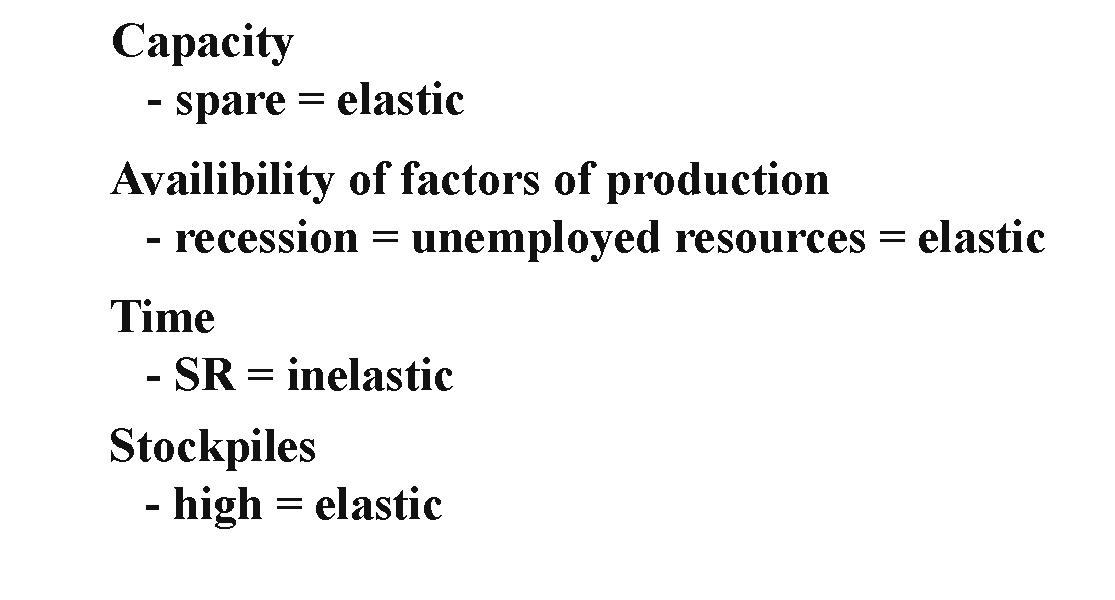 Capacity
- spare = elastic
Availibility of factors of production
- recession = unemployed resources = elastic
Time
- SR = inelastic
Stockpiles
- high = elastic